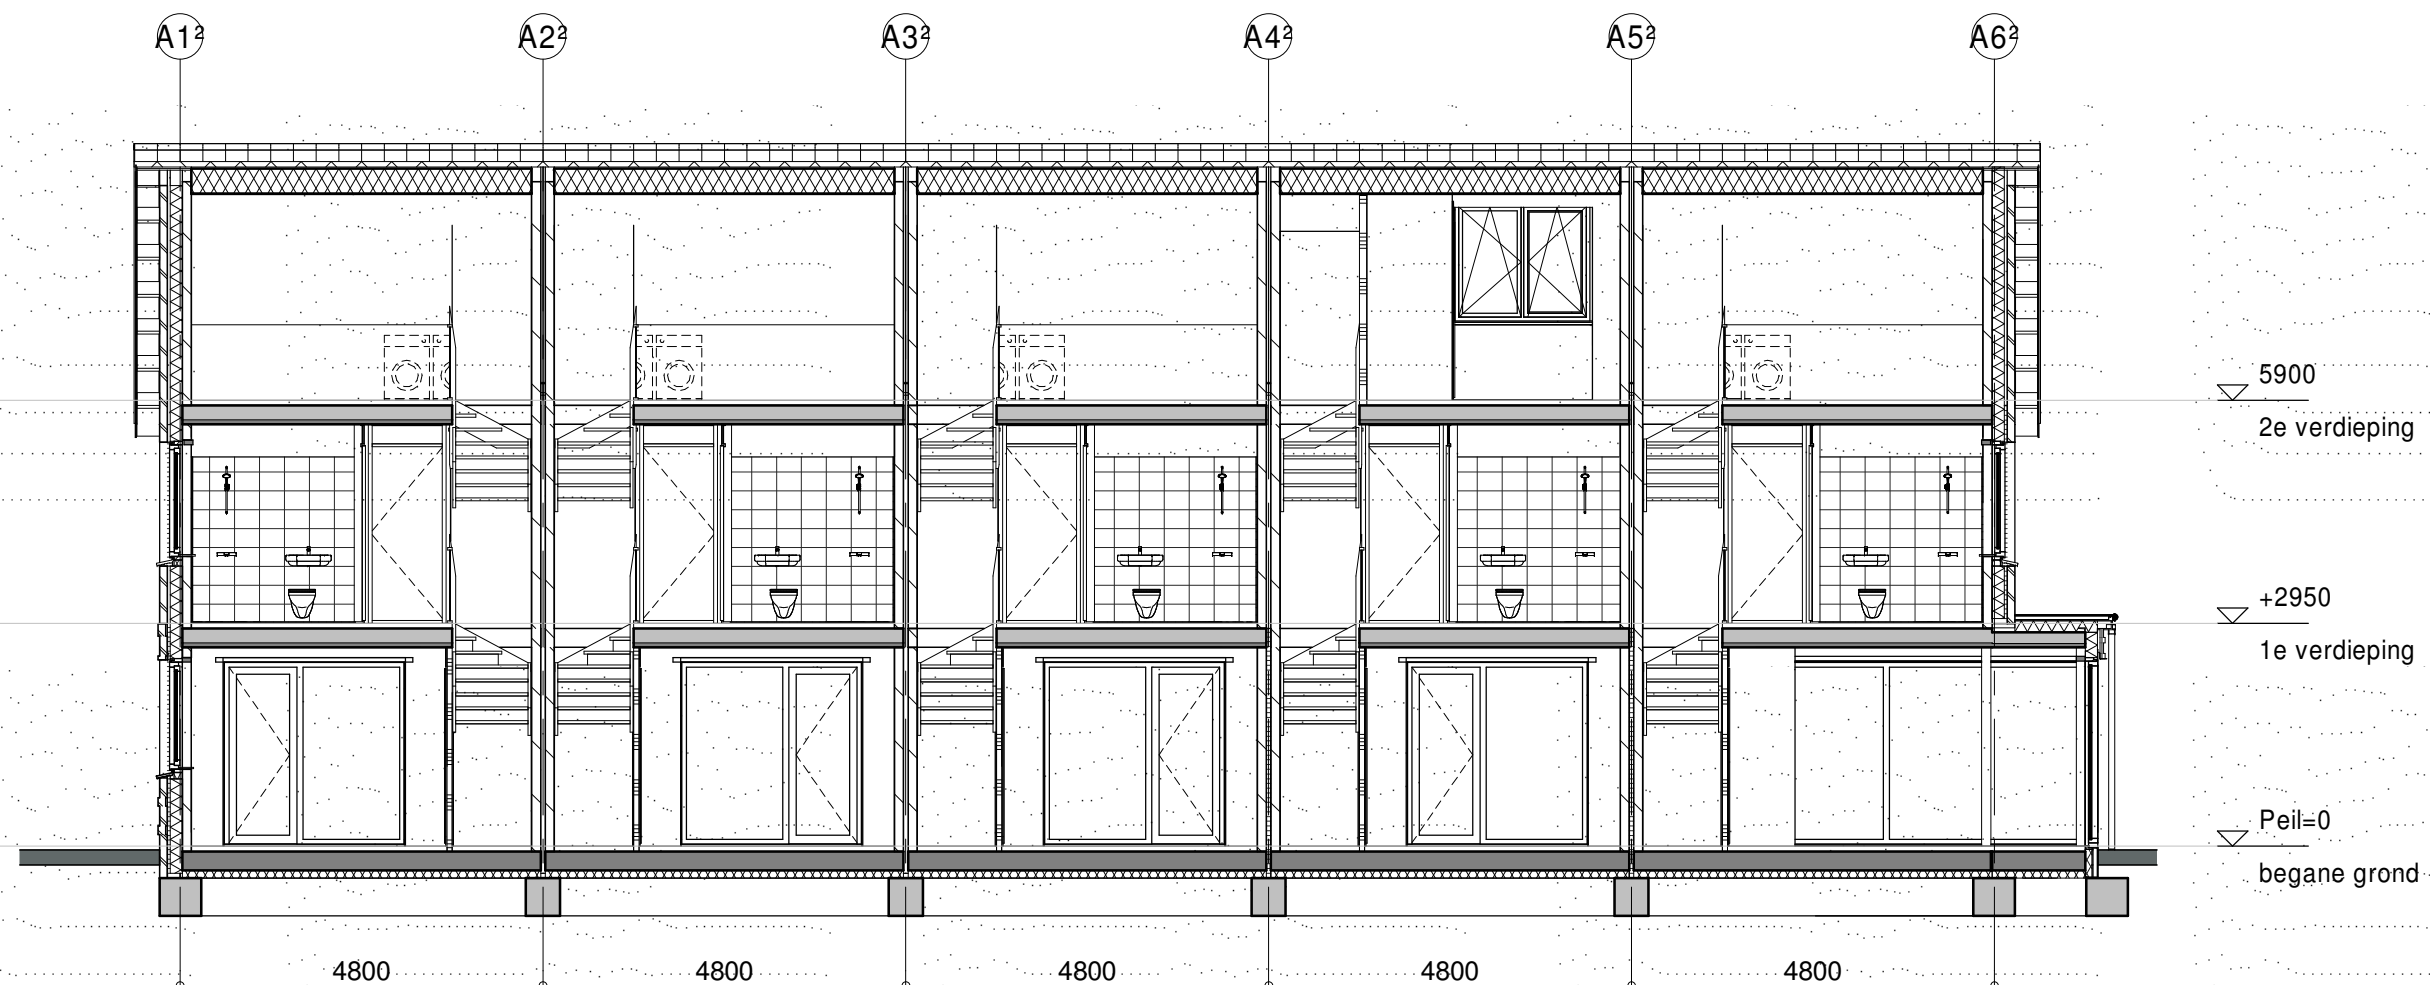 A1² A2² A3² A4² A5² A6²
5900
2e verdieping
+2950
1e verdieping
Peil=0
begane grond
4800 4800 4800 4800 4800